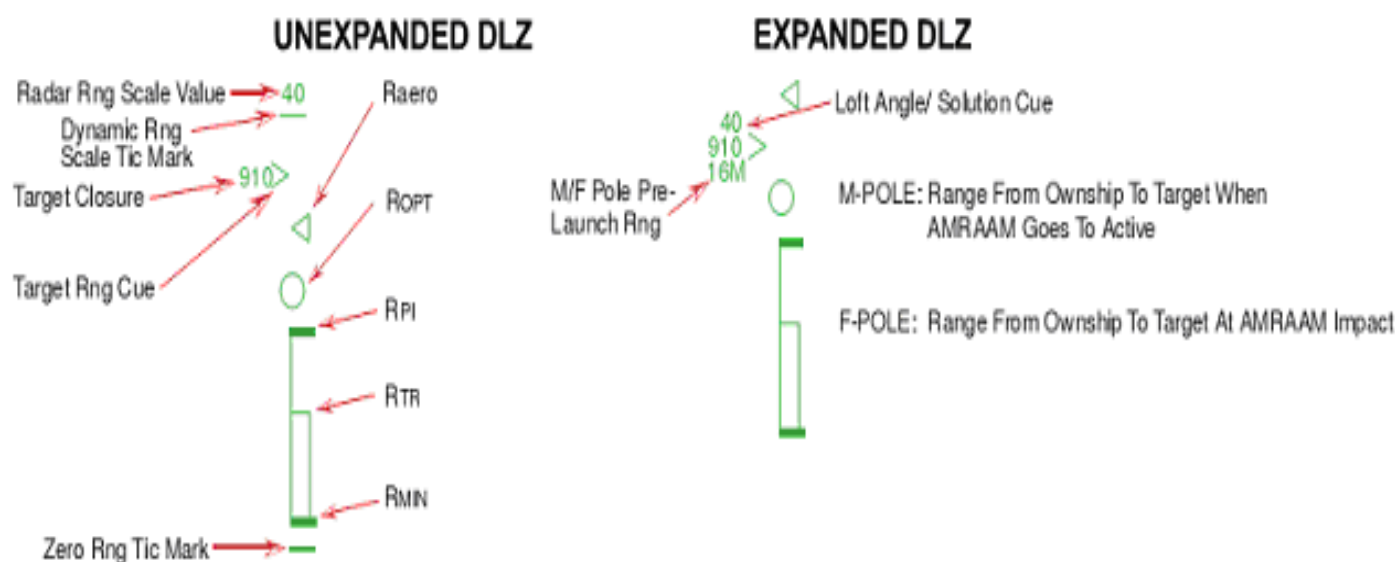 UNEXPANDED DLZ
Radar Rng Scale Value
40
Dynamic Rng
Scale Tic Mark
Target Closure
910
Target Rng Cue
Raero
ROPT
RPI
RTR
RMIN
Zero Rng Tic Mark
EXPANDED DLZ
Loft Angle/ Solution Cue
40
910
16M
M/F Pole Pre-
Launch Rng
M-POLE: Range From Ownship To Target When
AMRAAM Goes To Active
F-POLE: Range From Ownship To Target At AMRAAM Impact